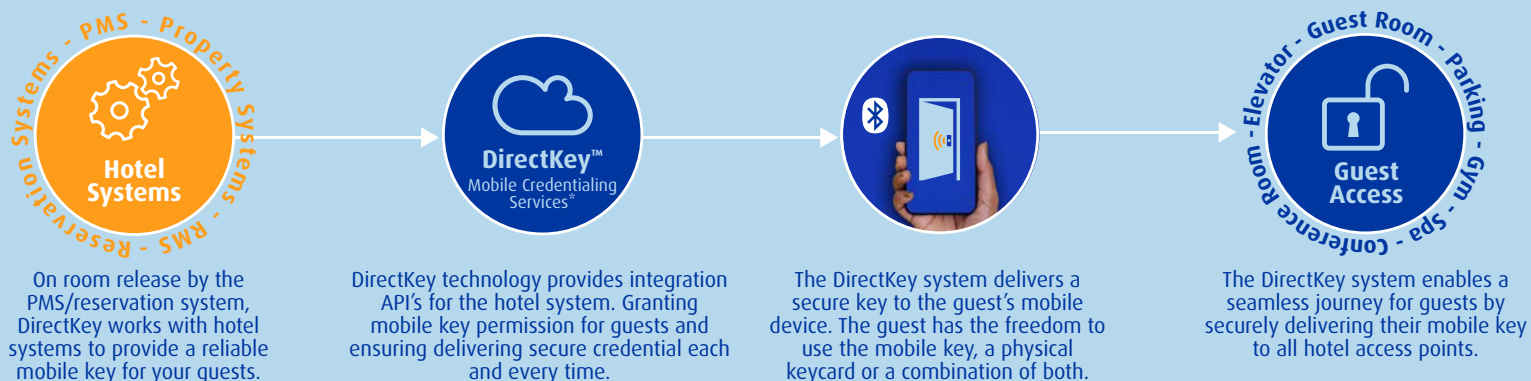 PMS - Property Systems - RMS - Reservation Systems -
Hotel
Systems
On room release by the
PMS/reservation system,
DirectKey works with hotel
systems to provide a reliable
mobile key for your guests.
DirectKey™
Mobile Credentialing
Services*
DirectKey technology provides integration
API's for the hotel system. Granting
mobile key permission for guests and
ensuring delivering secure credential each
and every time.
The DirectKey system delivers a
secure key to the guest's mobile
device. The guest has the freedom to
use the mobile key, a physical
keycard or a combination of both.
Elevator - Guest Room - Parking - Gym - Spa - Conference Room -
Guest
Access
The DirectKey system enables a
seamless journey for guests by
securely delivering their mobile key
to all hotel access points.